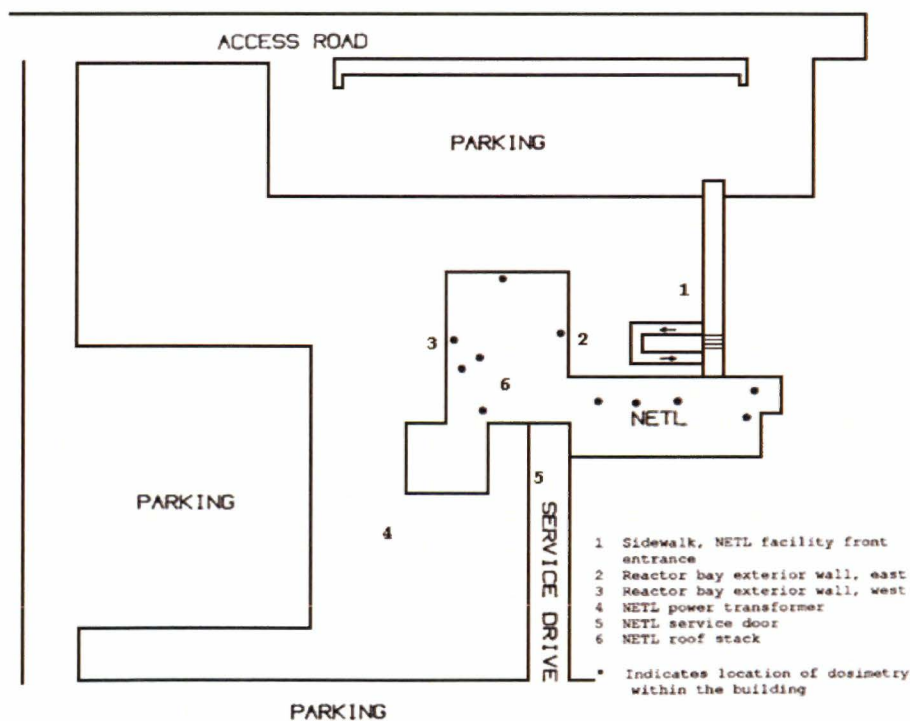 ACCESS ROAD
PARKING
1
3
2
6
NETL
5
PARKING
4
SERVICE DRIVE
1 Sidewalk, NETL facility front
entrance
2 Reactor bay exterior wall, east
3 Reactor bay exterior wall, west
4 NETL power transformer
5 NETL service door
6 NETL roof stack
• Indicates location of dosimetry
within the building
PARKING